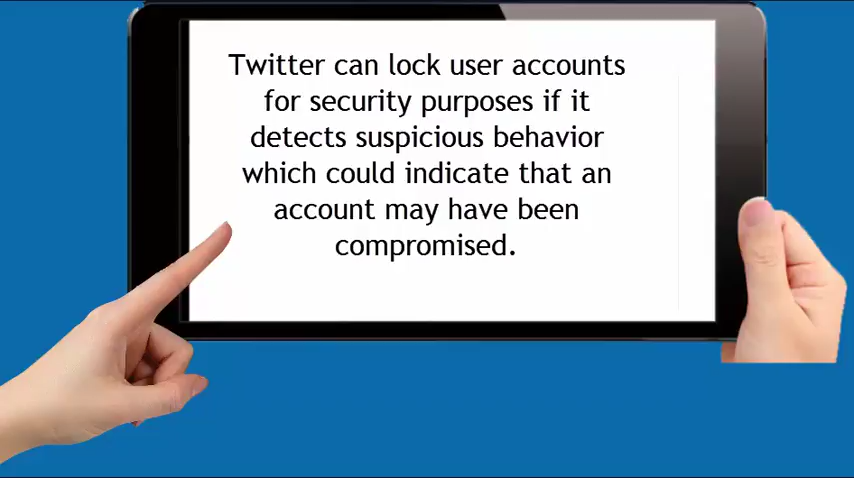 Twitter can lock user accounts
for security purposes if it
detects suspicious behavior
which could indicate that an
account may have been
compromised.